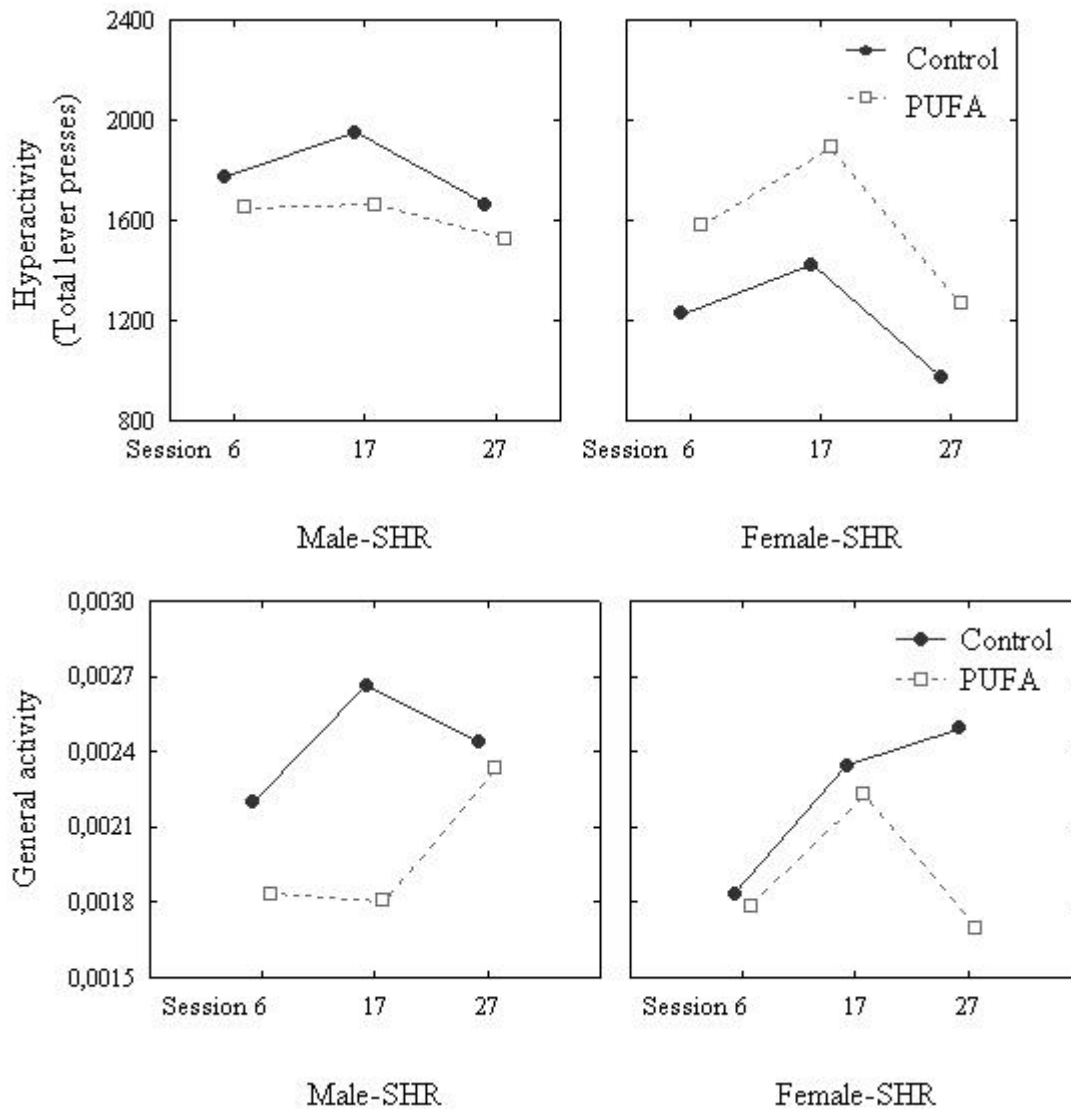 2400
2000
1600
1200
800
Hyperactivity
(Total lever presses)
Control
PUFA
Session 6 17 27
Session 6 17 27
Male-SHR
Female-SHR
0,0030
0,0027
0,0024
0,0021
0,0018
0,0015
General activity
Control
PUFA
Session 6 17 27
Session 6 17 27
Male-SHR
Female-SHR